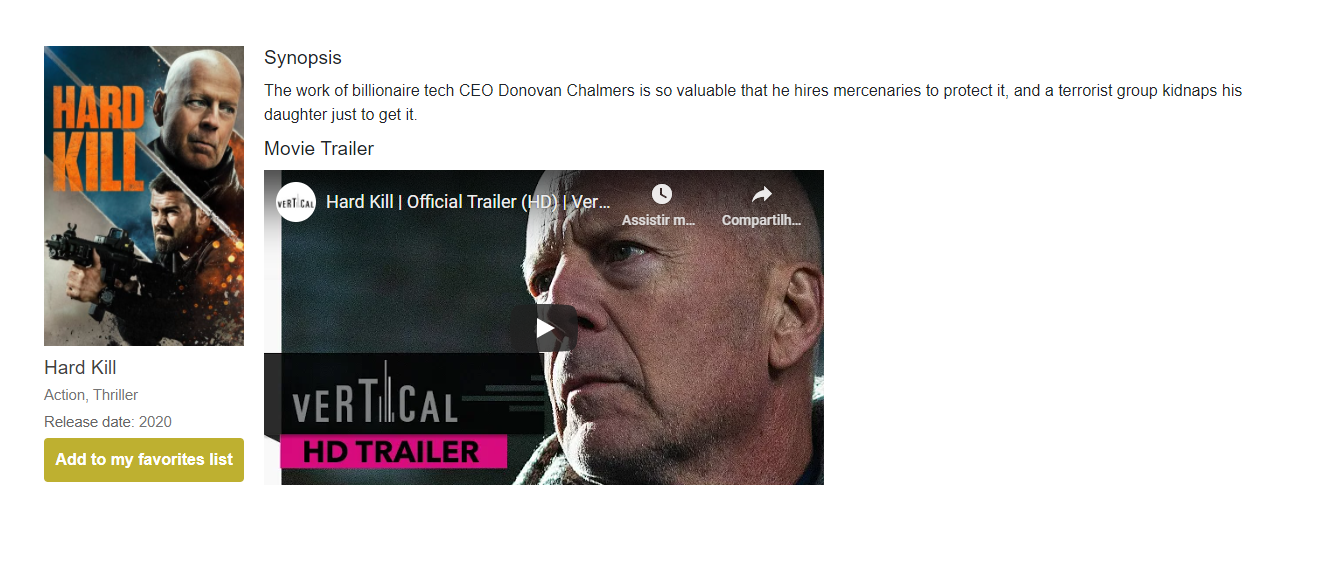 HARD
KILL
Hard Kill
Action, Thriller
Release date: 2020
Add to my favorites list
Synopsis
The work of billionaire tech CEO Donovan Chalmers is so valuable that he hires mercenaries to protect it, and a terrorist group kidnaps his
daughter just to get it.
Movie Trailer
VERTICAL
Hard Kill | Official Trailer (HD) | Ver...
Assistir m...
Compartilh...
VERTICAL
HD TRAILER